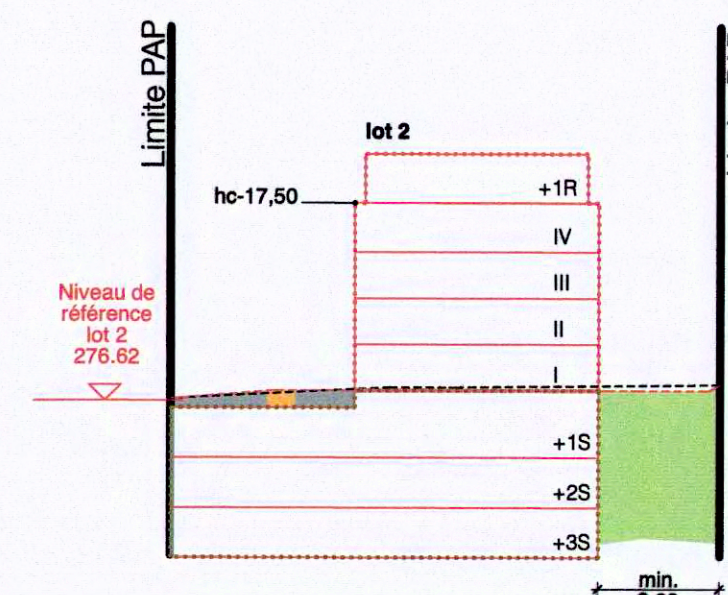 Limite PAP
lot 2
+1R
hc-17,50
IV
III
Niveau de
référence
lot 2
276.62
II
I
+1S
+2S
+3S
min.